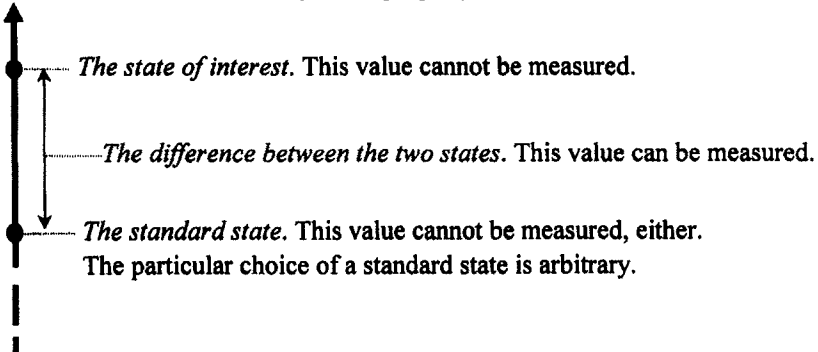 The state of interest. This value cannot be measured.
The difference between the two states. This value can be measured.
The standard state. This value cannot be measured, either.
The particular choice of a standard state is arbitrary.